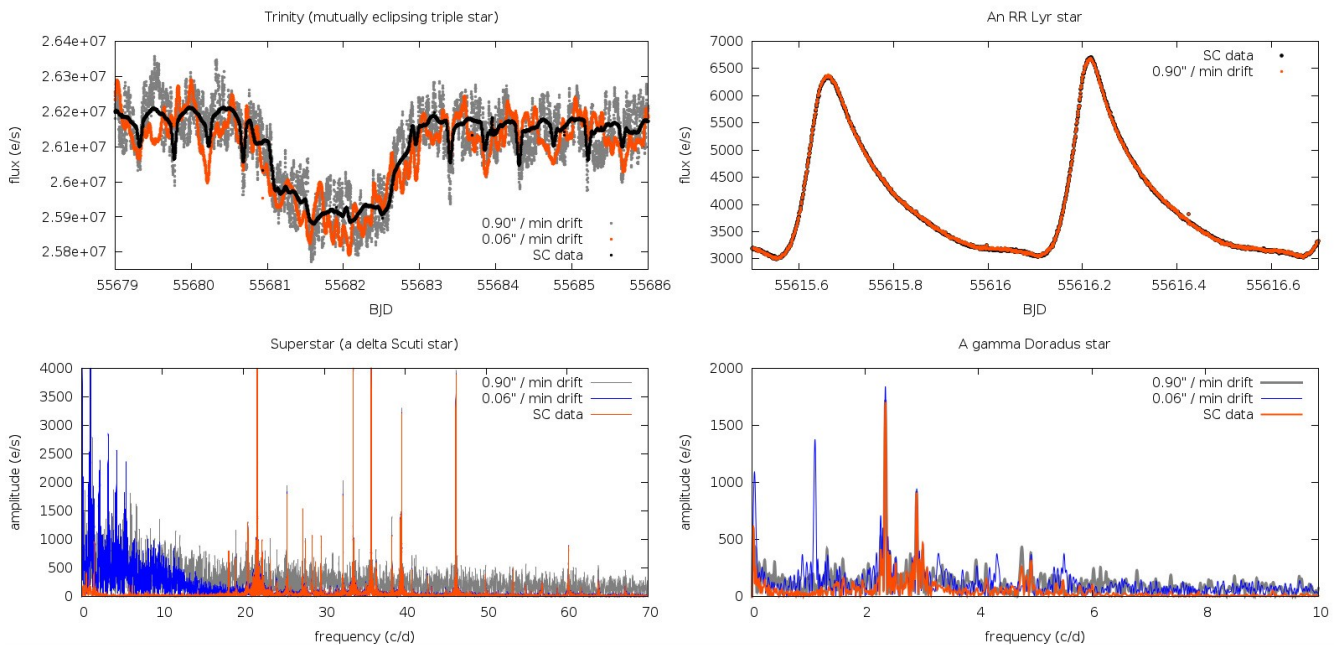 Trinity (mutually eclipsing triple star)
2.64e+07
2.63e+07
2.62e+07
2.61e+07
2.6e+07
2.59e+07
2.58e+07
flux (e/s)
0.90" / min drift
0.06" / min drift
SC data
55679 55680 55681 55682 55683 55684 55685 55686
BJD
An RR Lyr star
7000
6500
6000
5500
5000
4500
4000
3500
3000
flux (e/s)
SC data
0.90" / min drift
55615.6 55615.8 55616 55616.2 55616.4 55616.6
BJD
Superstar (a delta Scuti star)
4000
3500
3000
2500
2000
1500
1000
500
0
amplitude (e/s)
0.90" / min drift
0.06" / min drift
SC data
0 10 20 30 40 50 60 70
frequency (c/d)
A gamma Doradus star
2000
1500
1000
500
0
amplitude (e/s)
0.90" / min drift
0.06" / min drift
SC data
0 2 4 6 8 10
frequency (c/d)